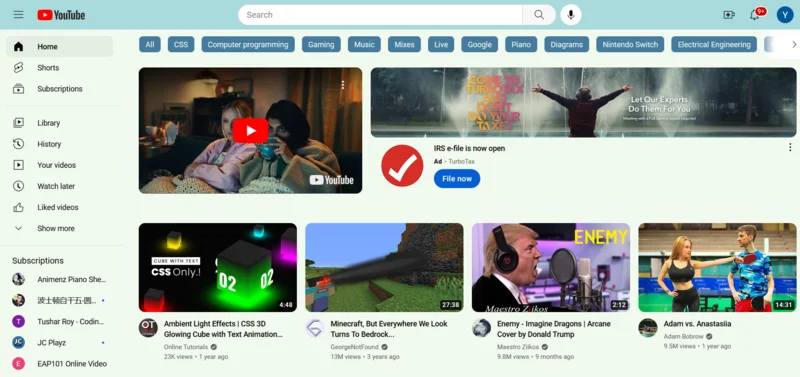 YouTube
Search
9+
Y
Home
Shorts
Subscriptions
Library
History
Your videos
Watch later
Liked videos
Show more
Subscriptions
Animenz Piano She...
波士頓白干五·四...
Tushar Roy - Codin...
JC Playz
EAP101 Online Video
T
JC
E
All
CSS
Computer programming
Gaming
Music
Mixes
Live
Google
Piano
Diagrams
Nintendo Switch
Electrical Engineering
YouTube
COME TO
TURBOTAX
AND
DON'T
DO YOUR
TAXES
Let Our Experts
Do Them For You
IRS e-file is now open
Ad · TurboTax
File now
CUBE WITH TEXT
CSS Only.!
02
02
4:48
OT
Ambient Light Effects | CSS 3D
Glowing Cube with Text Animation...
Online Tutorials
23K views • 1 year ago
27:38
Minecraft, But Everywhere We Look
Turns To Bedrock...
GeorgeNotFound
13M views • 3 years ago
ENEMY
Maestro Ziikos
2:12
Enemy - Imagine Dragons | Arcane
Cover by Donald Trump
Maestro Ziikos
9.8M views • 9 months ago
14:31
Adam vs. Anastasiia
Adam Bobrow
9.5M views • 1 year ago